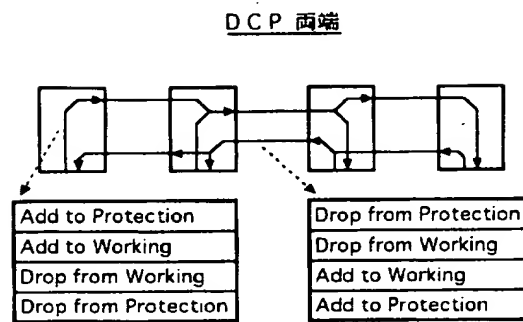 DCP 両端
Add to Protection
Add to Working
Drop from Working
Drop from Protection
Drop from Protection
Drop from Working
Add to Working
Add to Protection